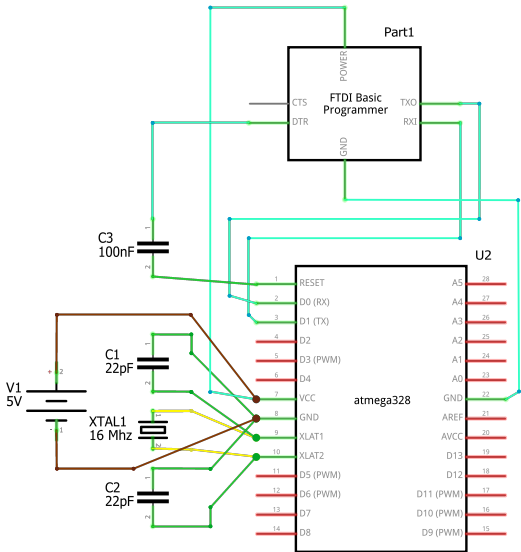 Part1
POWER
CTS
FTDI Basic
Programmer
TXO
DTR
RXI
GND
C3
100nF
1
2
U2
1 RESET A5 28
2 D0 (RX) A4 27
3 D1 (TX) A3 26
4 D2 A2 25
5 D3 (PWM) A1 24
6 D4 A0 23
7 VCC GND 22
8 GND AREF 21
9 XLAT1 AVCC 20
10 XLAT2 D13 19
11 D5 (PWM) D12 18
12 D6 (PWM) D11 (PWM) 17
13 D7 D10 (PWM) 16
14 D8 D9 (PWM) 15
atmega328
C1
22pF
1
2
V1
5V
+ 2
- 1
XTAL1
16 Mhz
1
2
C2
22pF
1
2